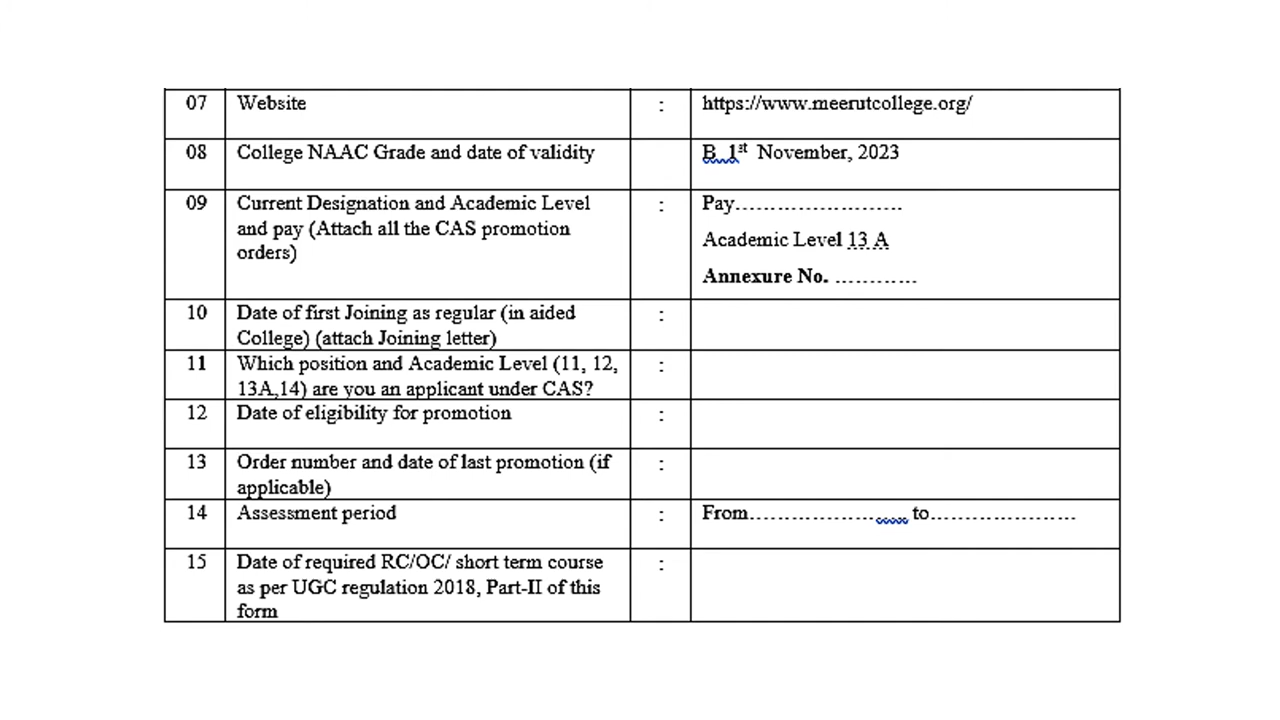 07 Website : https://www.meerutcollege.org/
08 College NAAC Grade and date of validity B 1st November, 2023
09 Current Designation and Academic Level : Pay........................
and pay (Attach all the CAS promotion Academic Level 13 A
orders) Annexure No. ............
10 Date of first Joining as regular (in aided :
College) (attach Joining letter)
11 Which position and Academic Level (11, 12, :
13A,14) are you an applicant under CAS?
12 Date of eligibility for promotion :
13 Order number and date of last promotion (if :
applicable)
14 Assessment period : From....................... to.....................
15 Date of required RC/OC/ short term course :
as per UGC regulation 2018, Part-II of this
form